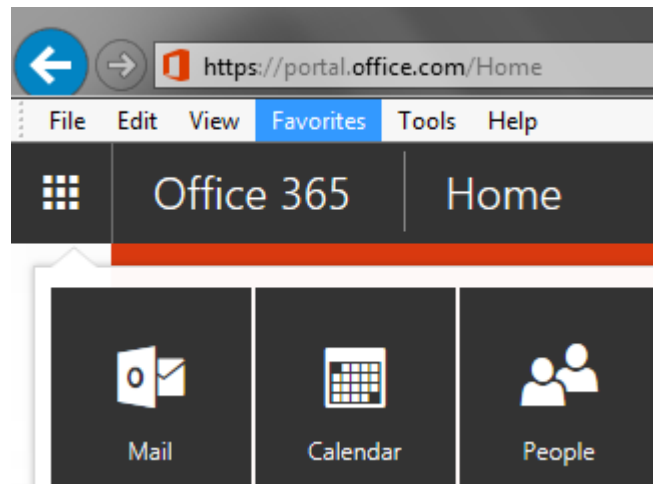 https://portal.office.com/Home
File Edit View Favorites Tools Help
Office 365 Home
Mail Calendar People